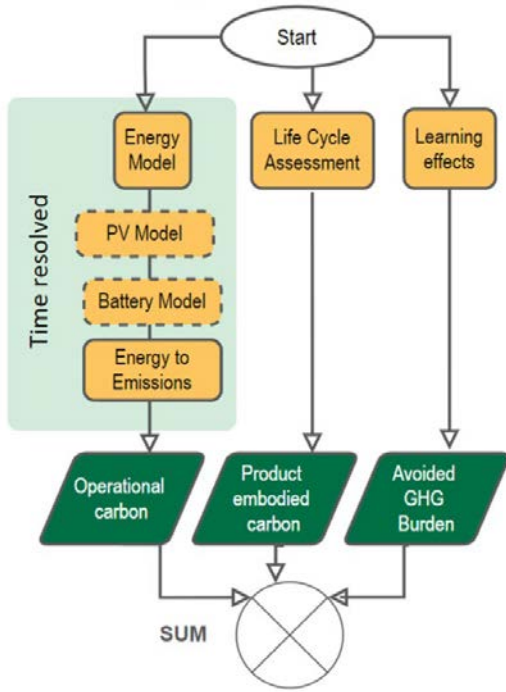 Start
Time resolved
Energy
Model
PV Model
Battery Model
Energy to
Emissions
Life Cycle
Assessment
Learning
effects
Operational
carbon
Product
embodied
carbon
Avoided
GHG
Burden
SUM